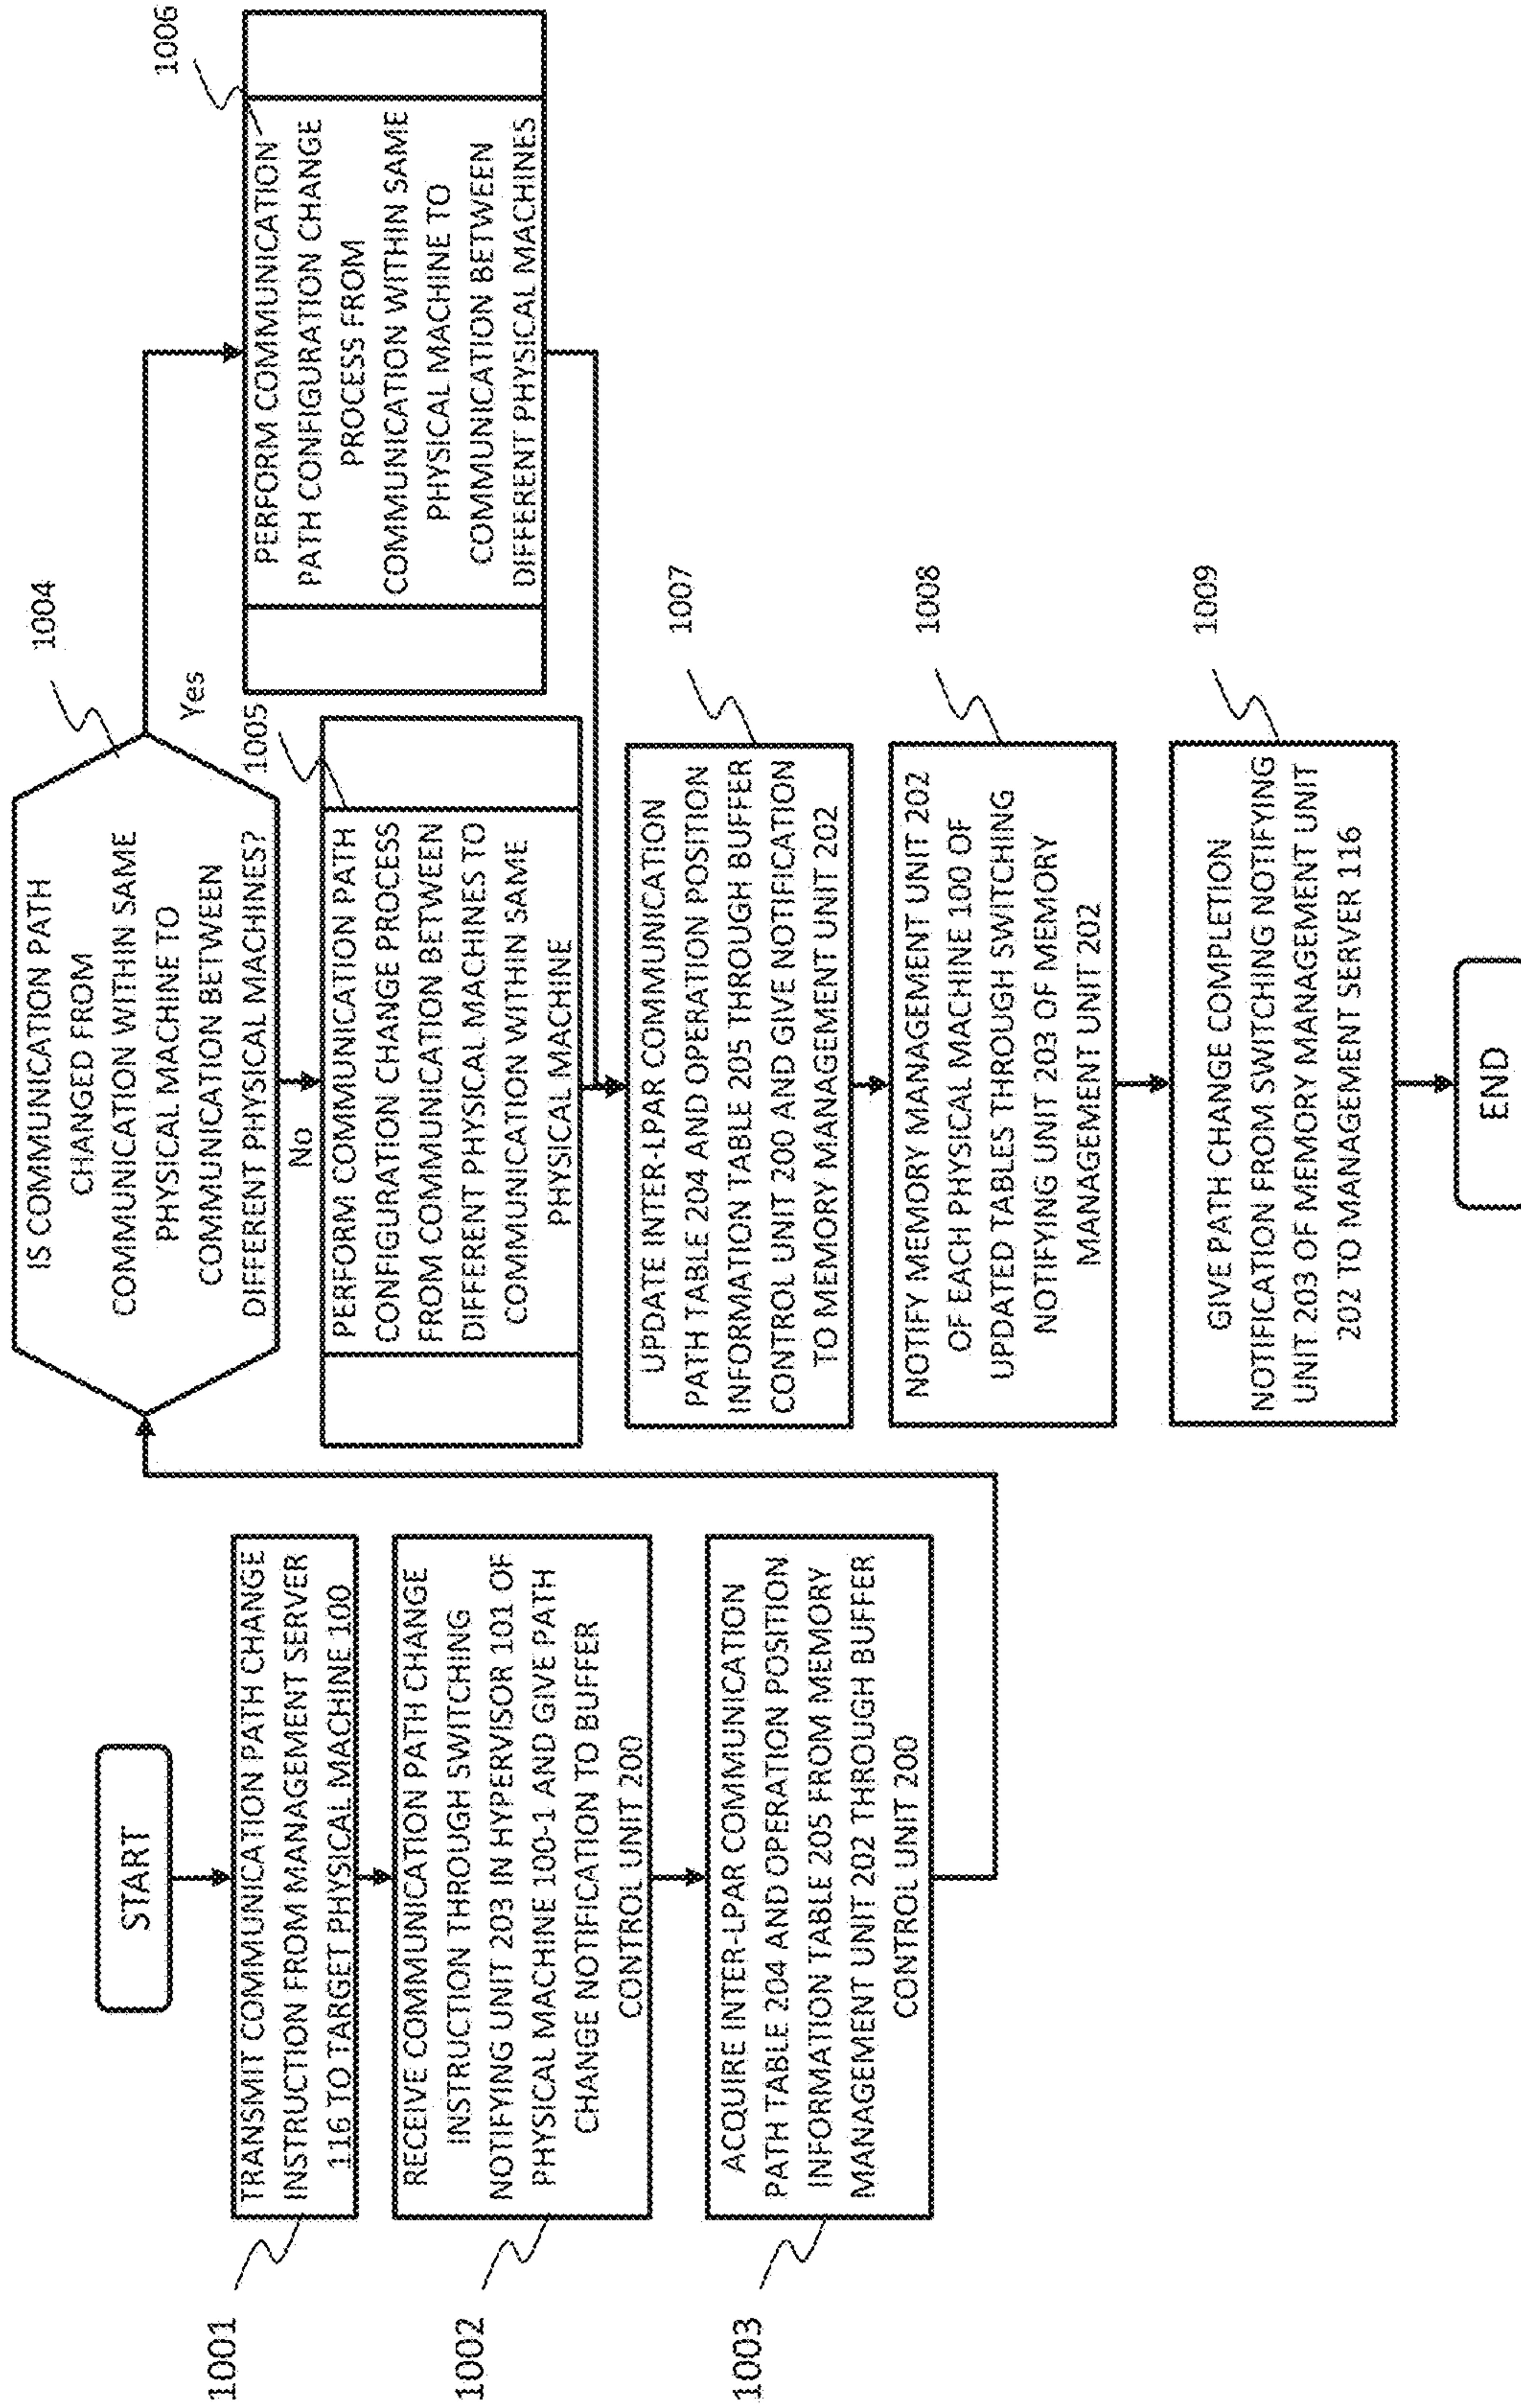 START
1001
TRANSMIT COMMUNICATION PATH CHANGE
INSTRUCTION FROM MANAGEMENT SERVER
116 TO TARGET PHYSICAL MACHINE 100
1002
RECEIVE COMMUNICATION PATH CHANGE
INSTRUCTION THROUGH SWITCHING
NOTIFYING UNIT 203 IN HYPERVISOR 101 OF
PHYSICAL MACHINE 100-1 AND GIVE PATH
CHANGE NOTIFICATION TO BUFFER
CONTROL UNIT 200
1003
ACQUIRE INTER-LPAR COMMUNICATION
PATH TABLE 204 AND OPERATION POSITION
INFORMATION TABLE 205 FROM MEMORY
MANAGEMENT UNIT 202 THROUGH BUFFER
CONTROL UNIT 200
1004
IS COMMUNICATION PATH
CHANGED FROM
COMMUNICATION WITHIN SAME
PHYSICAL MACHINE TO
COMMUNICATION BETWEEN
DIFFERENT PHYSICAL MACHINES?
Yes
No
1005
PERFORM COMMUNICATION PATH
CONFIGURATION CHANGE PROCESS
FROM COMMUNICATION BETWEEN
DIFFERENT PHYSICAL MACHINES TO
COMMUNICATION WITHIN SAME
PHYSICAL MACHINE
1006
PERFORM COMMUNICATION
PATH CONFIGURATION CHANGE
PROCESS FROM
COMMUNICATION WITHIN SAME
PHYSICAL MACHINE TO
COMMUNICATION BETWEEN
DIFFERENT PHYSICAL MACHINES
1007
UPDATE INTER-LPAR COMMUNICATION
PATH TABLE 204 AND OPERATION POSITION
INFORMATION TABLE 205 THROUGH BUFFER
CONTROL UNIT 200 AND GIVE NOTIFICATION
TO MEMORY MANAGEMENT UNIT 202
1008
NOTIFY MEMORY MANAGEMENT UNIT 202
OF EACH PHYSICAL MACHINE 100 OF
UPDATED TABLES THROUGH SWITCHING
NOTIFYING UNIT 203 OF MEMORY
MANAGEMENT UNIT 202
1009
GIVE PATH CHANGE COMPLETION
NOTIFICATION FROM SWITCHING NOTIFYING
UNIT 203 OF MEMORY MANAGEMENT UNIT
202 TO MANAGEMENT SERVER 116
END